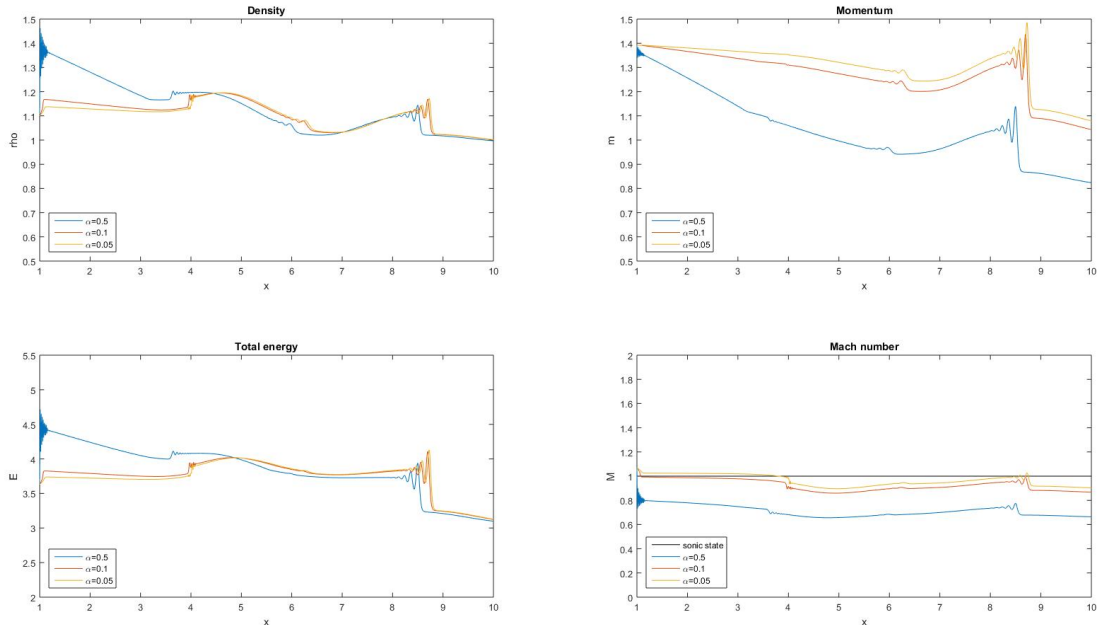 Density
1.5
1.4
1.3
1.2
1.1
1
0.9
0.8
0.7
0.6
0.5
rho
α=0.5
α=0.1
α=0.05
1 2 3 4 5 6 7 8 9 10
x
Momentum
1.5
1.4
1.3
1.2
1.1
1
0.9
0.8
0.7
0.6
0.5
m
α=0.5
α=0.1
α=0.05
1 2 3 4 5 6 7 8 9 10
x
Total energy
5.5
5
4.5
4
3.5
3
2.5
2
E
α=0.5
α=0.1
α=0.05
1 2 3 4 5 6 7 8 9 10
x
Mach number
2
1.8
1.6
1.4
1.2
1
0.8
0.6
0.4
0.2
0
M
sonic state
α=0.5
α=0.1
α=0.05
1 2 3 4 5 6 7 8 9 10
x